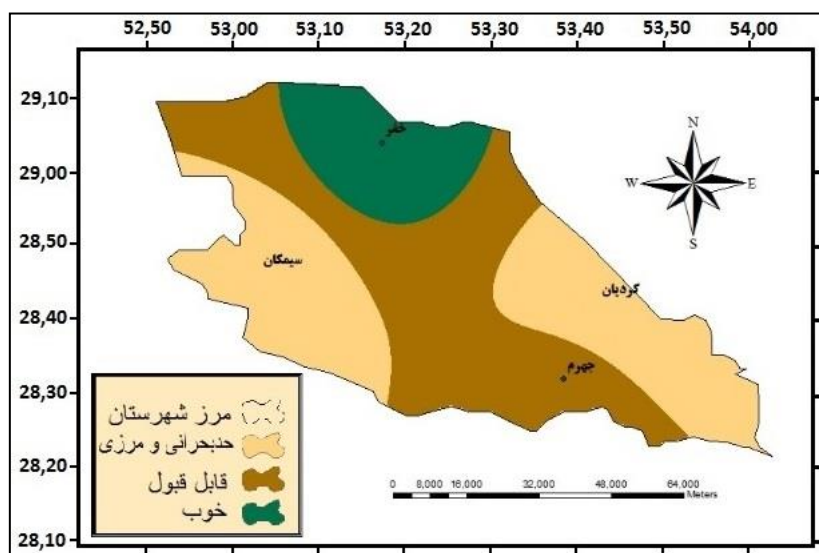 52,50 53,00 53,10 53,20 53,30 53,40 53,50 54,00
29,10
29,00
28,50
28,40
28,30
28,20
28,10
N
W E
S
خفر
سیمکان
کردیان
جهرم
مرز شهرستان
حدبحرانی و مرزی
قابل قبول
خوب
0 8,000 16,000 32,000 48,000 64,000
Meters